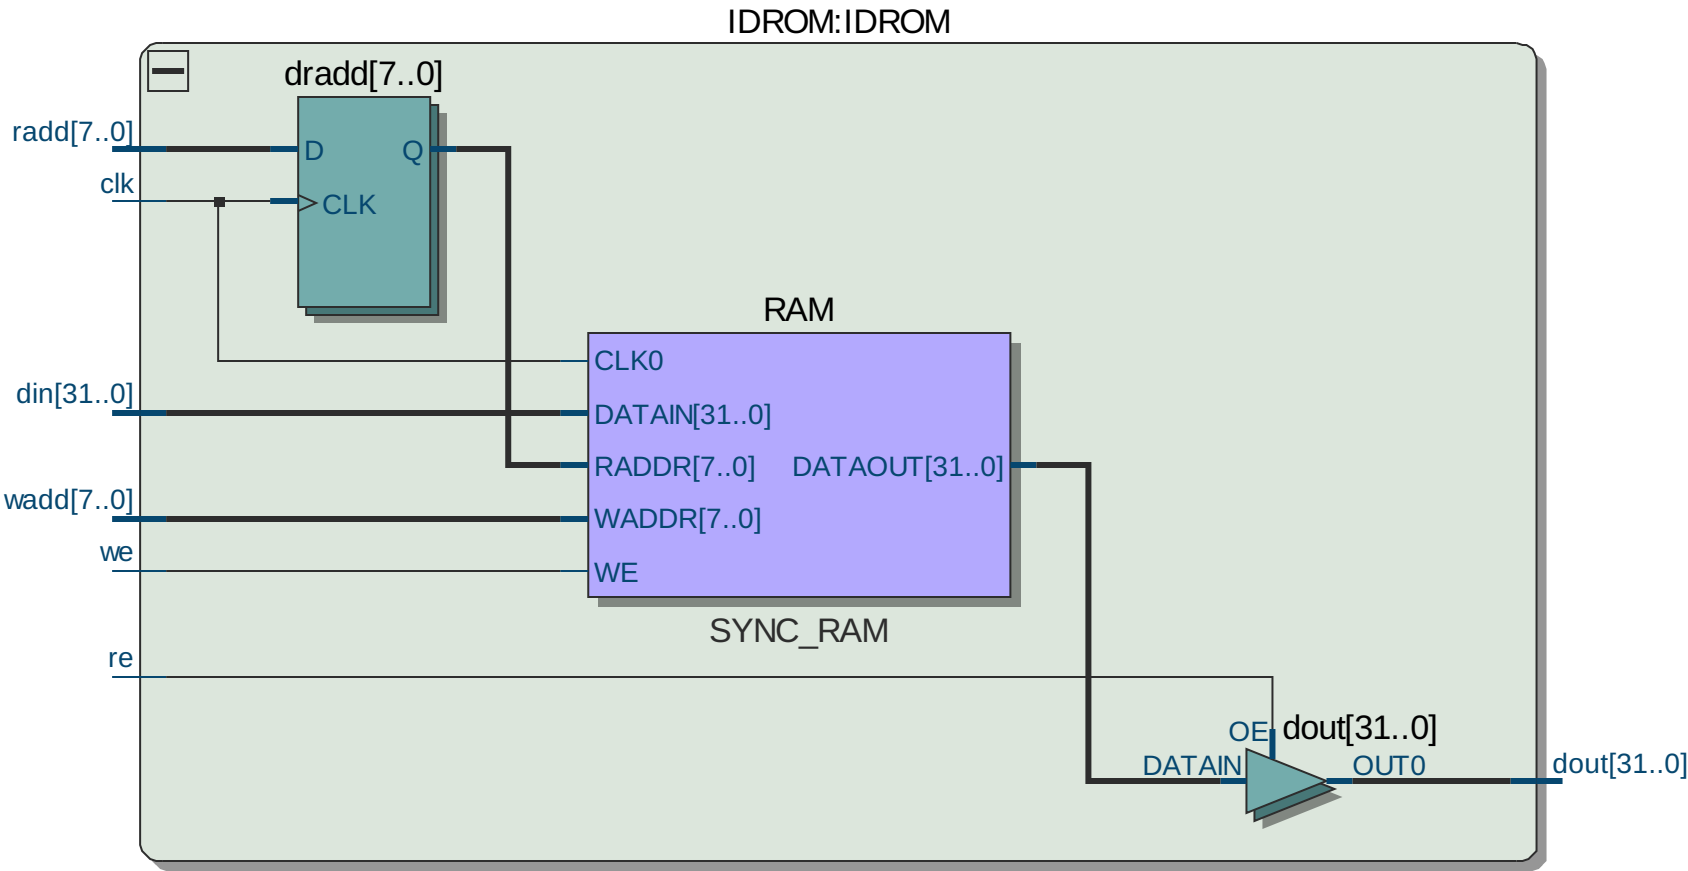 IDROM:IDROM
dradd[7..0]
radd[7..0]
D
Q
clk
CLK
RAM
CLK0
din[31..0]
DATAIN[31..0]
RADDR[7..0]
DATAOUT[31..0]
wadd[7..0]
WADDR[7..0]
we
WE
SYNC_RAM
re
OE
dout[31..0]
DATAIN
OUT0
dout[31..0]